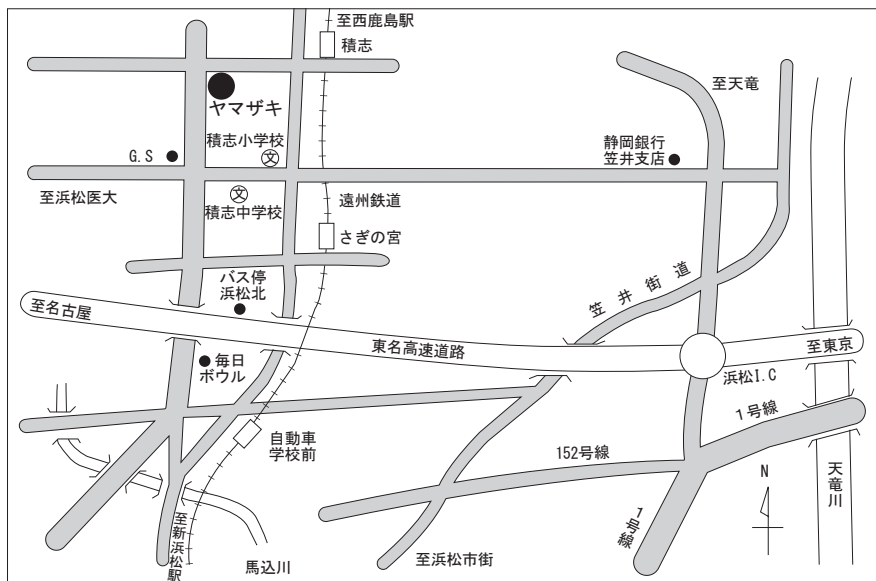 至西鹿島駅
積志
至天竜
ヤマザキ
積志小学校
文
G.S
静岡銀行
笠井支店
至浜松医大
文
積志中学校
遠州鉄道
さぎの宮
バス停
浜松北
笠井街道
至名古屋
東名高速道路
至東京
毎日
ボウル
浜松I.C
1号線
自動車
学校前
152号線
N
天竜川
1号線
至新浜松駅
馬込川
至浜松市街